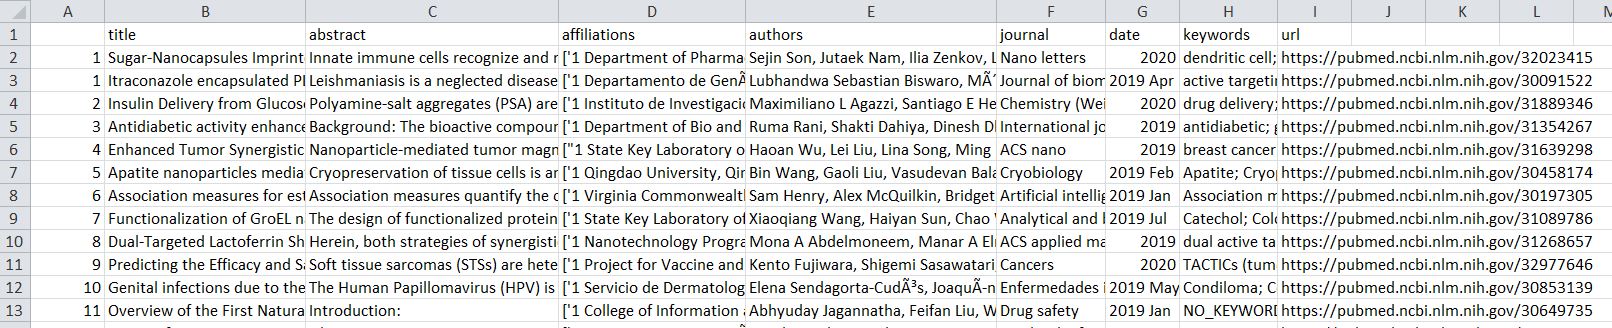 A B C D E F G H I J K L M
1 title abstract affiliations authors journal date keywords url
2 1 Sugar-Nanocapsules Imprint Innate immune cells recognize and r ['1 Department of Pharma Sejin Son, Jutaek Nam, Ilia Zenkov, L Nano letters 2020 dendritic cell; https://pubmed.ncbi.nlm.nih.gov/32023415
3 1 Itraconazole encapsulated Pl Leishmaniasis is a neglected disease ['1 Departamento de GenÃ Lubhandwa Sebastian Biswaro, MÃ´ Journal of biom 2019 Apr active targeti https://pubmed.ncbi.nlm.nih.gov/30091522
4 2 Insulin Delivery from Glucos Polyamine-salt aggregates (PSA) are ['1 Instituto de Investigaci Maximiliano L Agazzi, Santiago E He Chemistry (Wei 2020 drug delivery; https://pubmed.ncbi.nlm.nih.gov/31889346
5 3 Antidiabetic activity enhance Background: The bioactive compour ['1 Department of Bio and Ruma Rani, Shakti Dahiya, Dinesh D International jo 2019 antidiabetic; g https://pubmed.ncbi.nlm.nih.gov/31354267
6 4 Enhanced Tumor Synergistic Nanoparticle-mediated tumor magn ["1 State Key Laboratory o Haoan Wu, Lei Liu, Lina Song, Ming ACS nano 2019 breast cancer https://pubmed.ncbi.nlm.nih.gov/31639298
7 5 Apatite nanoparticles media Cryopreservation of tissue cells is ar ['1 Qingdao University, Qir Bin Wang, Gaoli Liu, Vasudevan Bala Cryobiology 2019 Feb Apatite; Cryo https://pubmed.ncbi.nlm.nih.gov/30458174
8 6 Association measures for est Association measures quantify the c ['1 Virginia Commonwealt Sam Henry, Alex McQuilkin, Bridget Artificial intellig 2019 Jan Association m https://pubmed.ncbi.nlm.nih.gov/30197305
9 7 Functionalization of GroEL n The design of functionalized protein ['1 State Key Laboratory of Xiaoqiang Wang, Haiyan Sun, Chao Analytical and 2019 Jul Catechol; Col https://pubmed.ncbi.nlm.nih.gov/31089786
10 8 Dual-Targeted Lactoferrin Sh Herein, both strategies of synergisti ['1 Nanotechnology Progra Mona A Abdelmoneem, Manar A El ACS applied ma 2019 dual active ta https://pubmed.ncbi.nlm.nih.gov/31268657
11 9 Predicting the Efficacy and Sa Soft tissue sarcomas (STSs) are hete ['1 Project for Vaccine and Kento Fujiwara, Shigemi Sasawatari, Cancers 2020 TACTICs (tum https://pubmed.ncbi.nlm.nih.gov/32977646
12 10 Genital infections due to the The Human Papillomavirus (HPV) is ['1 Servicio de Dermatolog Elena Sendagorta-CudÃ³s, JoaquÃ-n Enfermedades i 2019 May Condiloma; C https://pubmed.ncbi.nlm.nih.gov/30853139
13 11 Overview of the First Natura Introduction: ['1 College of Information Abhyuday Jagannatha, Feifan Liu, W Drug safety 2019 Jan NO_KEYWORD https://pubmed.ncbi.nlm.nih.gov/30649735